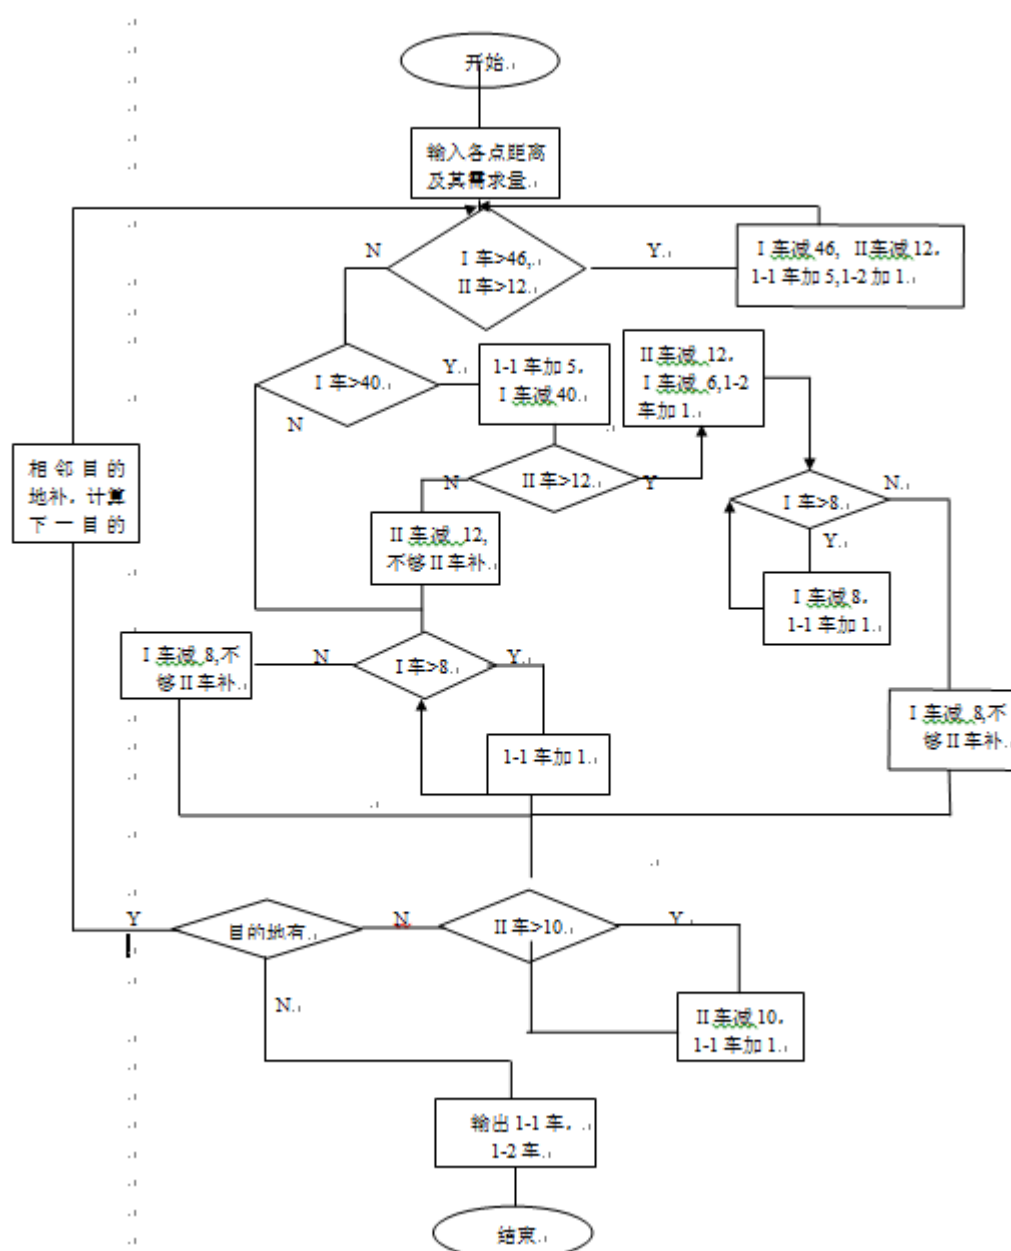 开始
输入各点距离
及其需求量
N
I 车>46,
II 车>12
Y
I 车减46, II车减12。
1-1 车加 5,1-2 加 1
I 车>40
Y
N
1-1 车加 5。
I 车减40
II 车减 12。
I 车减 6,1-2
车加 1
相邻目的
地补。计算
下一目的
N
II 车>12
Y
I 车>8
N
Y
II 车减 12,
不够 II 车补
I 车减 8。
1-1 车加 1
I 车减 8,不
够 II 车补
N
I 车>8
Y
1-1 车加 1
I 车减 8,不
够 II 车补
Y
目的地有
N
II 车>10
Y
N
II 车减 10。
1-1 车加 1
输出 1-1 车。
1-2 车
结束